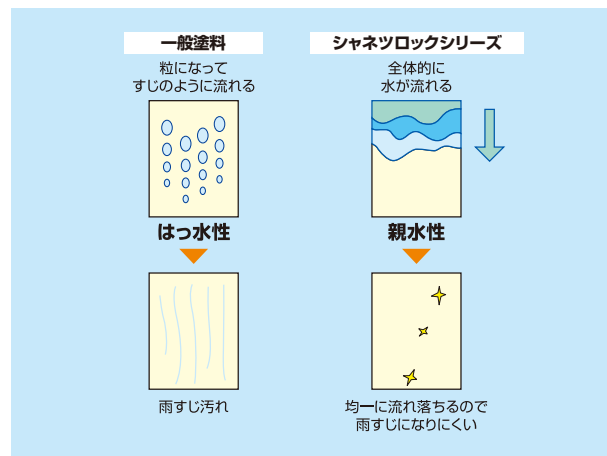 一般塗料
粒になって
すじのように流れる
はっ水性
雨すじ汚れ
シャネツロックシリーズ
全体的に
水が流れる
親水性
均一に流れ落ちるので
雨すじになりにくい